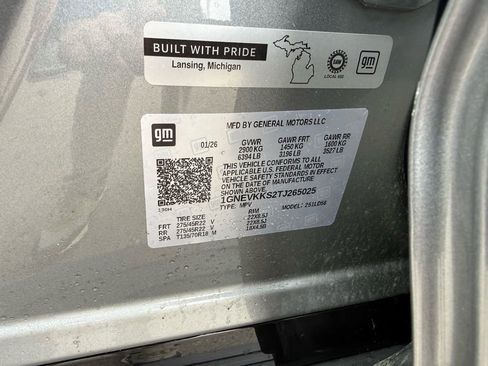 BUILT WITH PRIDE
Lansing, Michigan
LOCAL 602
gm
gm
MFD BY GENERAL MOTORS LLC
01/26 GVWR GAWR FRT GAWR RR
2900 KG 1450 KG 1600 KG
6394 LB 3196 LB 3527 LB
THIS VEHICLE CONFORMS TO ALL
APPLICABLE U.S. FEDERAL MOTOR
VEHICLE SAFETY STANDARDS IN EFFECT
ON THE DATE OF MANUFACTURE
SHOWN ABOVE.
1GNEVKKS2TJ265025
TYPE: MPV MODEL: 251LD56
TIRE SIZE RIM
FRT 275/45R22 V 22X8.5J
RR 275/45R22 V 22X8.5J
SPA T135/70R18 M 18X4.5B